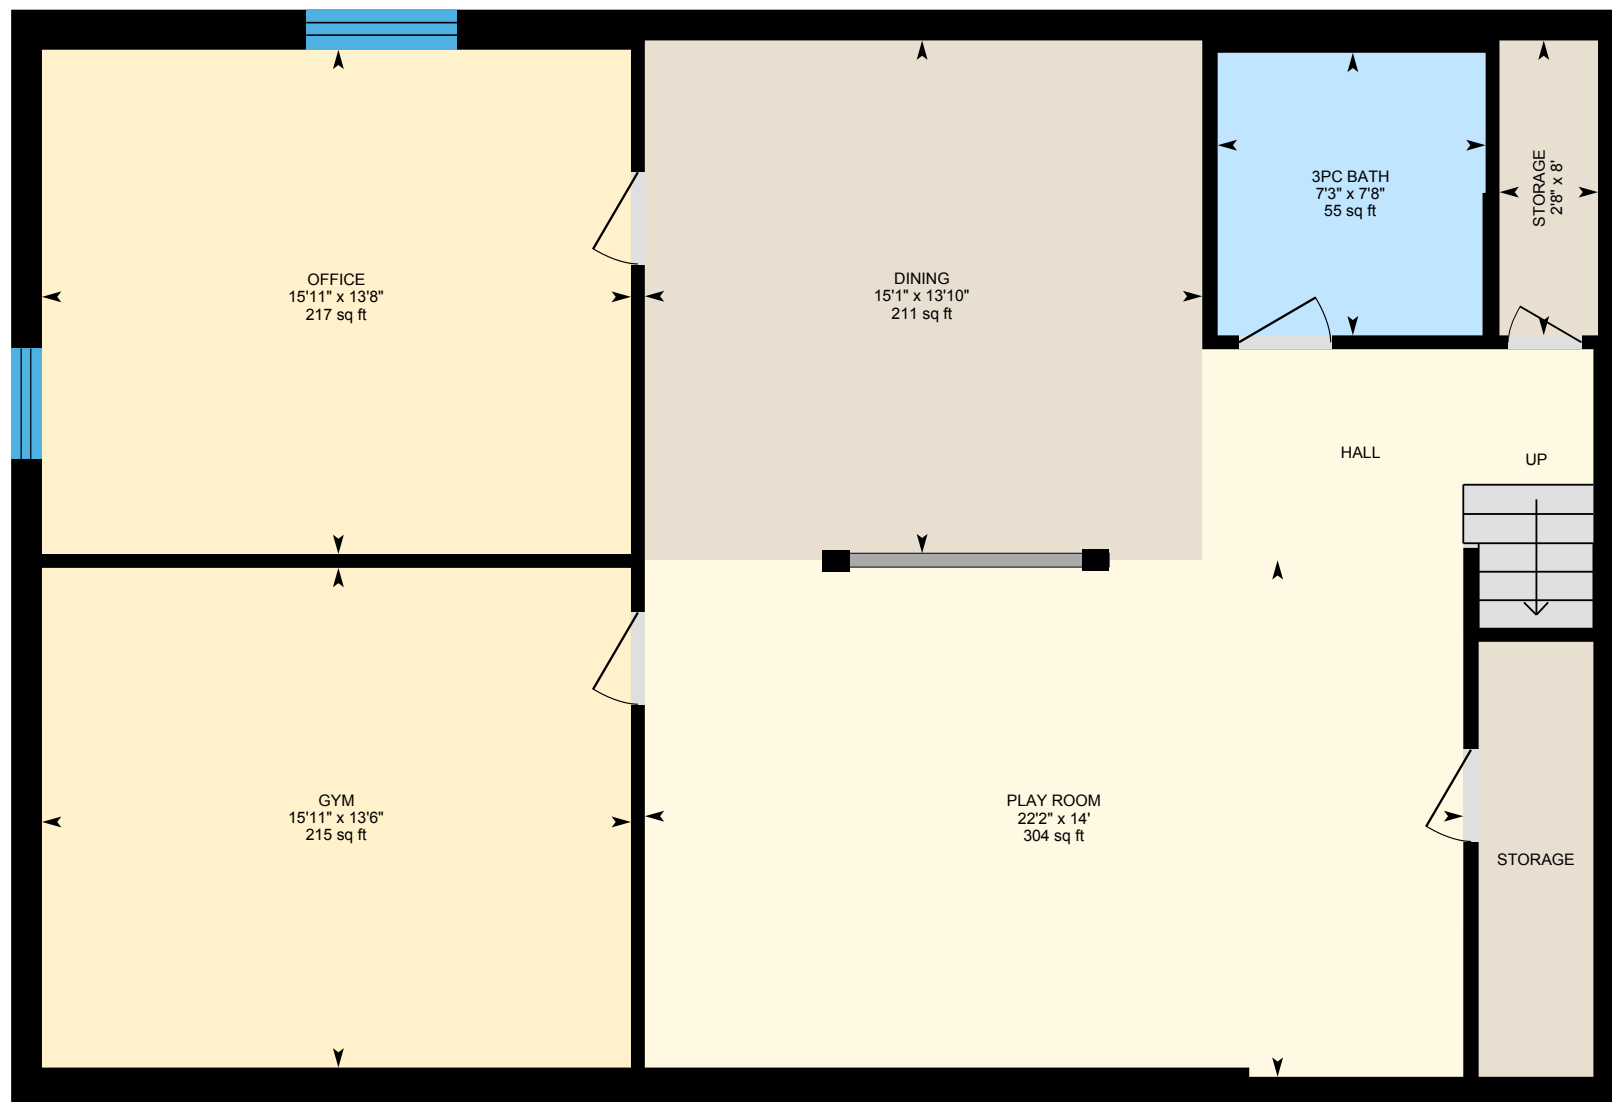 OFFICE
15'11" x 13'8"
217 sq ft
DINING
15'1" x 13'10"
211 sq ft
3PC BATH
7'3" x 7'8"
55 sq ft
STORAGE
2'8" x 8'
HALL
UP
GYM
15'11" x 13'6"
215 sq ft
PLAY ROOM
22'2" x 14'
304 sq ft
STORAGE